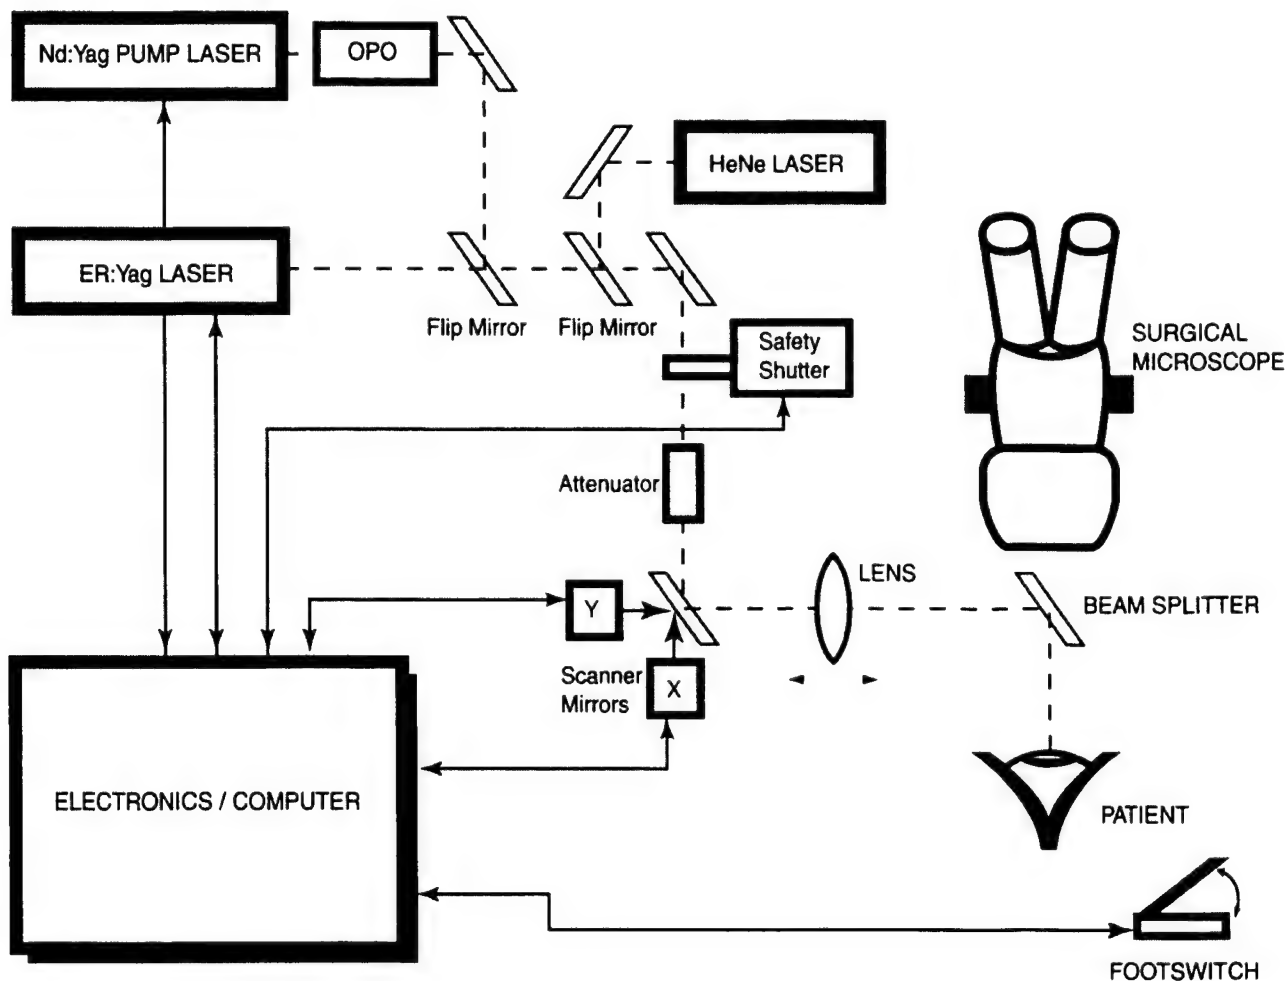 Nd:Yag PUMP LASER
OPO
HeNe LASER
ER:Yag LASER
Flip Mirror
Flip Mirror
Safety
Shutter
SURGICAL
MICROSCOPE
Attenuator
LENS
Y
BEAM SPLITTER
Scanner
Mirrors
X
ELECTRONICS / COMPUTER
PATIENT
FOOTSWITCH